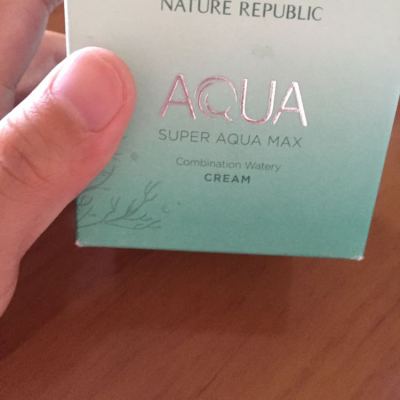 NATURE REPUBLIC
AQUA
SUPER AQUA MAX
Combination Watery
CREAM